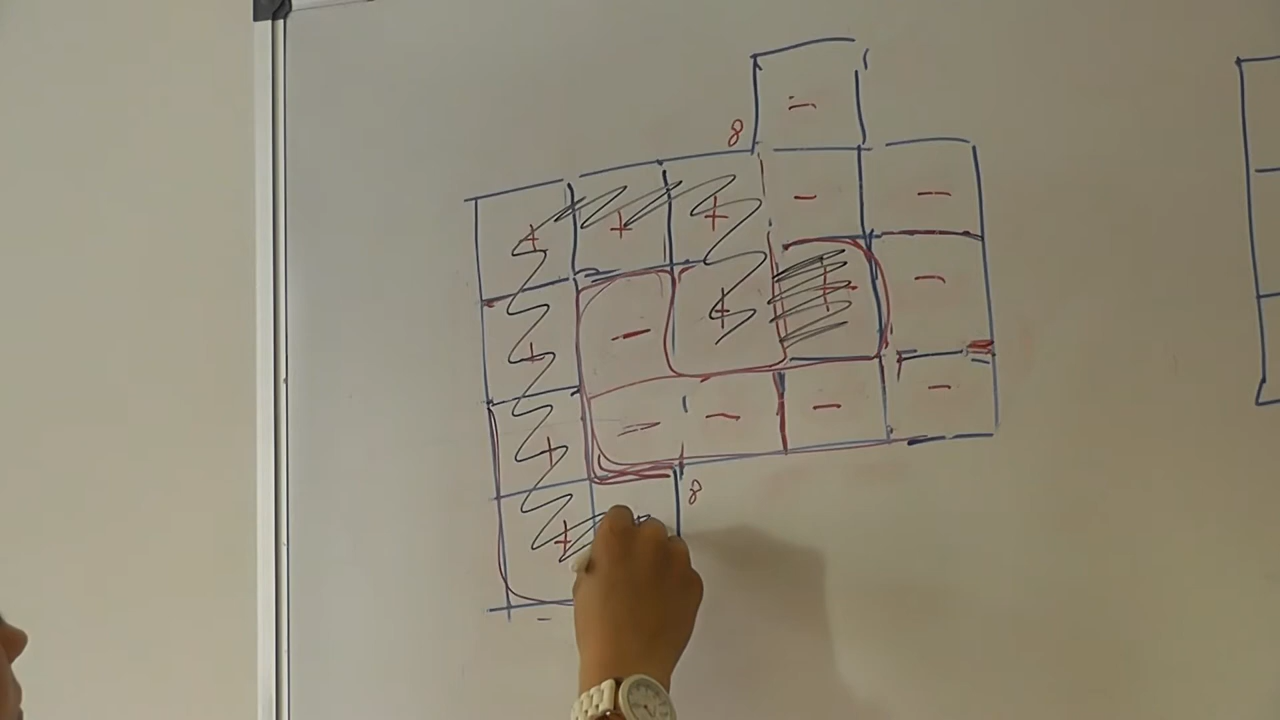 −
8
+ + + − −
+ − + + −
+ − − − −
8
+
−